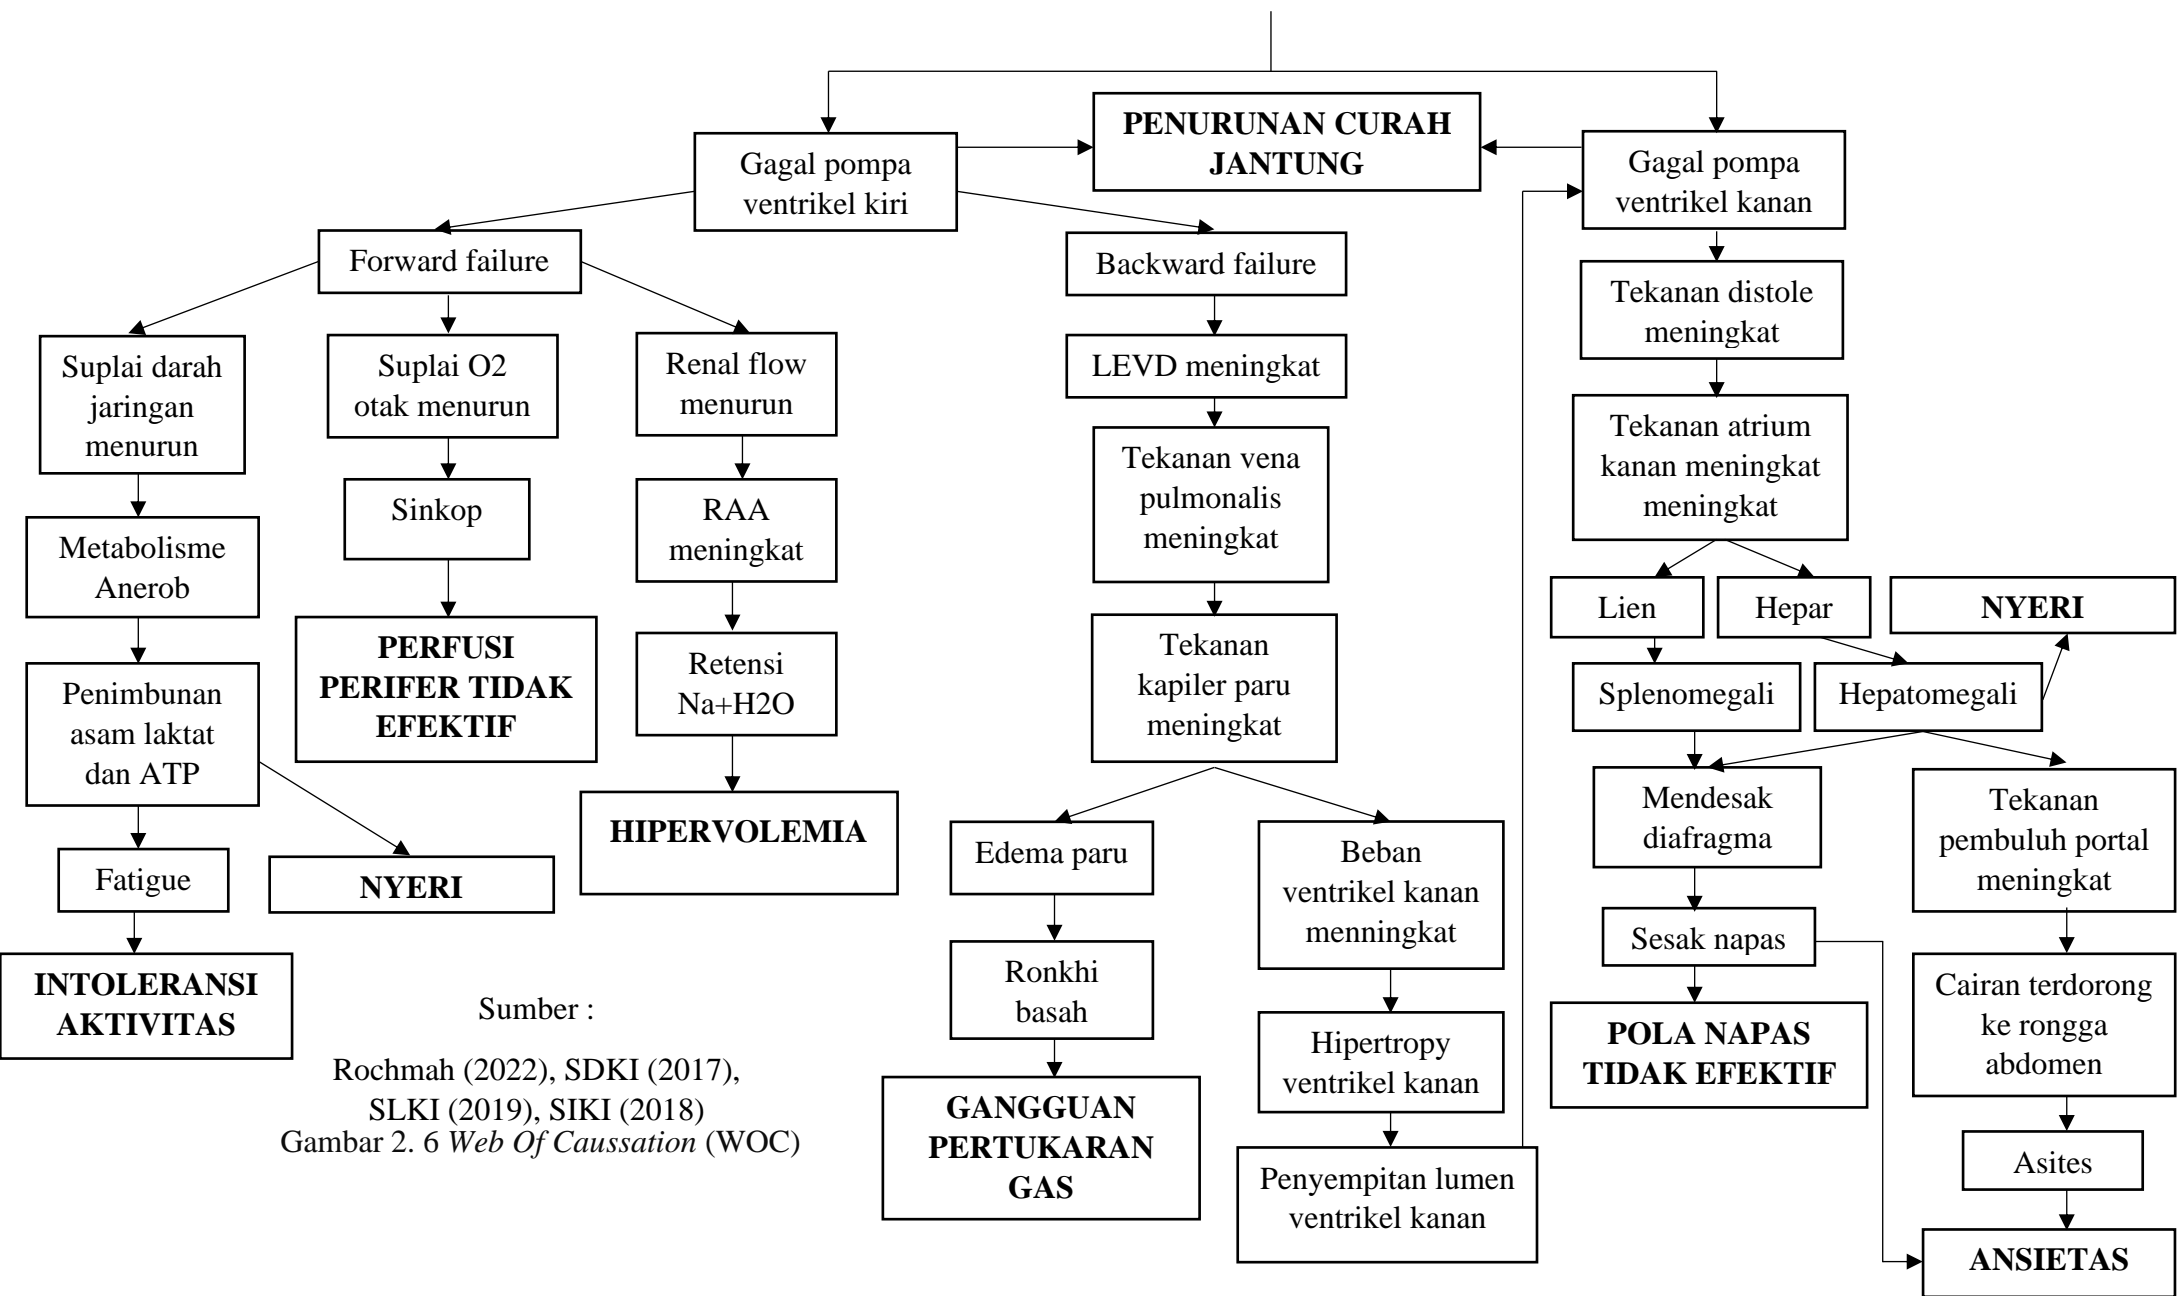 PENURUNAN CURAH
JANTUNG
Gagal pompa
ventrikel kiri
Gagal pompa
ventrikel kanan
Forward failure
Backward failure
Tekanan distole
meningkat
Suplai darah
jaringan
menurun
Suplai O2
otak menurun
Renal flow
menurun
LEVD meningkat
Tekanan atrium
kanan meningkat
meningkat
Metabolisme
Anerob
Sinkop
RAA
meningkat
Tekanan vena
pulmonalis
meningkat
Lien
Hepar
NYERI
Penimbunan
asam laktat
dan ATP
PERFUSI
PERIFER TIDAK
EFEKTIF
Retensi
Na+H2O
Tekanan
kapiler paru
meningkat
Splenomegali
Hepatomegali
Fatigue
NYERI
HIPERVOLEMIA
Edema paru
Beban
ventrikel kanan
menningkat
Mendesak
diafragma
Tekanan
pembuluh portal
meningkat
INTOLERANSI
AKTIVITAS
Ronkhi
basah
Hipertropy
ventrikel kanan
Sesak napas
Cairan terdorong
ke rongga
abdomen
POLA NAPAS
TIDAK EFEKTIF
GANGGUAN
PERTUKARAN
GAS
Penyempitan lumen
ventrikel kanan
Asites
ANSIETAS
Sumber :
Rochmah (2022), SDKI (2017),
SLKI (2019), SIKI (2018)
Gambar 2. 6 Web Of Caussation (WOC)